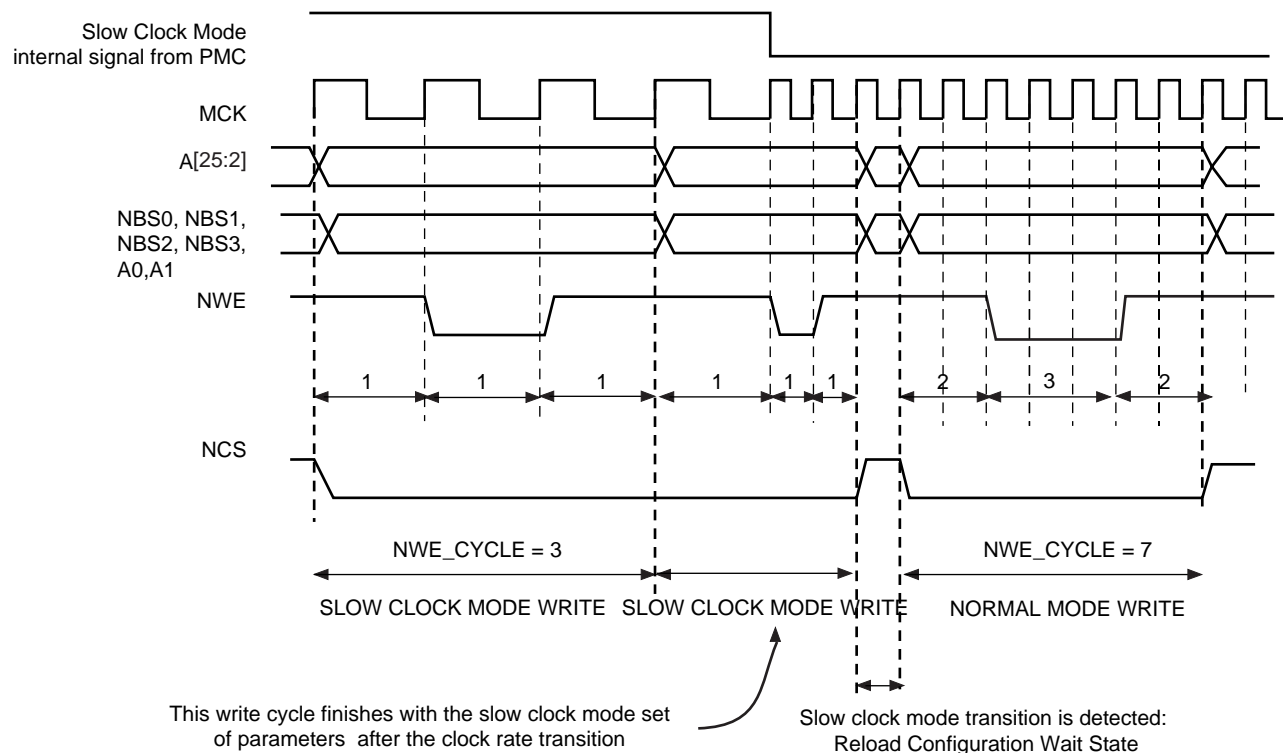 Slow Clock Mode
internal signal from PMC
MCK
A[25:2]
NBS0, NBS1,
NBS2, NBS3,
A0,A1
NWE
1 1 1 1 1 1 2 3 2
NCS
NWE_CYCLE = 3 NWE_CYCLE = 7
SLOW CLOCK MODE WRITE SLOW CLOCK MODE WRITE NORMAL MODE WRITE
This write cycle finishes with the slow clock mode set
of parameters after the clock rate transition
Slow clock mode transition is detected:
Reload Configuration Wait State